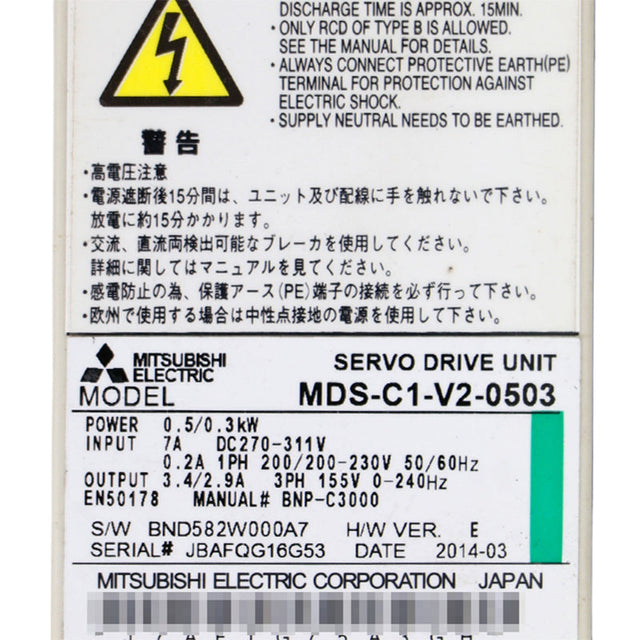 DISCHARGE TIME IS APPROX. 15MIN.
・ONLY RCD OF TYPE B IS ALLOWED.
SEE THE MANUAL FOR DETAILS.
・ALWAYS CONNECT PROTECTIVE EARTH(PE)
TERMINAL FOR PROTECTION AGAINST
ELECTRIC SHOCK.
・SUPPLY NEUTRAL NEEDS TO BE EARTHED.
警告
・高電圧注意
・電源遮断後15分間は、ユニット及び配線に手を触れないで下さい。
放電に約15分かかります。
・交流、直流両検出可能なブレーカを使用してください。
詳細に関してはマニュアルを見てください。
・感電防止の為、保護アース(PE)端子の接続を必ず行って下さい。
・欧州で使用する場合は中性点接地の電源を使用して下さい。
MITSUBISHI
ELECTRIC
SERVO DRIVE UNIT
MODEL MDS-C1-V2-0503
POWER 0.5/0.3kW
INPUT 7A DC270-311V
0.2A 1PH 200/200-230V 50/60Hz
OUTPUT 3.4/2.9A 3PH 155V 0-240Hz
EN50178 MANUAL# BNP-C3000
S/W BND582W000A7 H/W VER. E
SERIAL# JBAFQG16G53 DATE 2014-03
MITSUBISHI ELECTRIC CORPORATION JAPAN